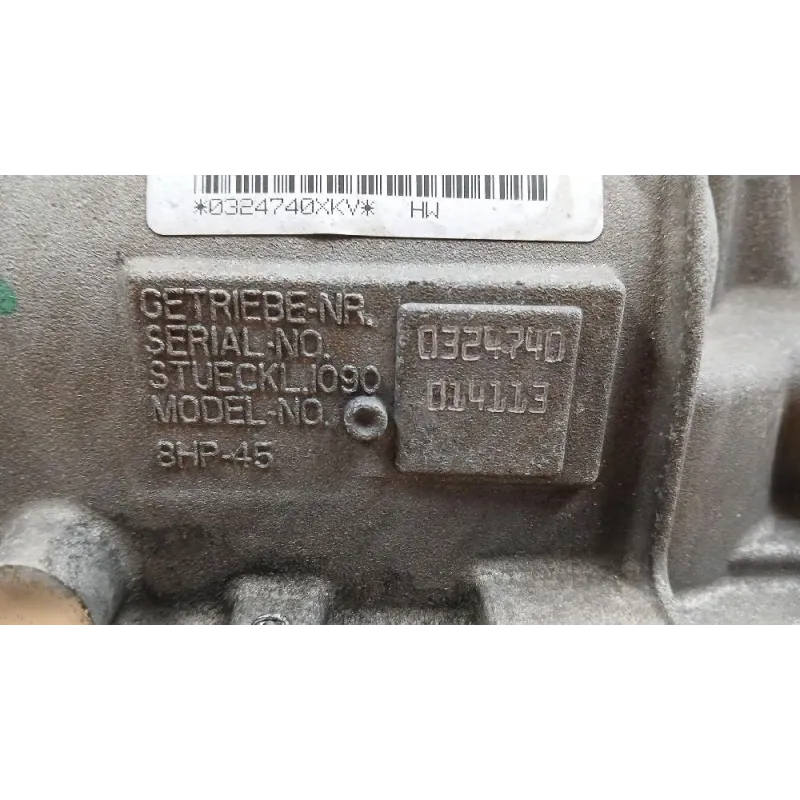 *0324740XKV* HW
GETRIEBE-NR.
SERIAL-NO. 0324740
STUECKL.1090
MODEL-NO. 014113
8HP-45